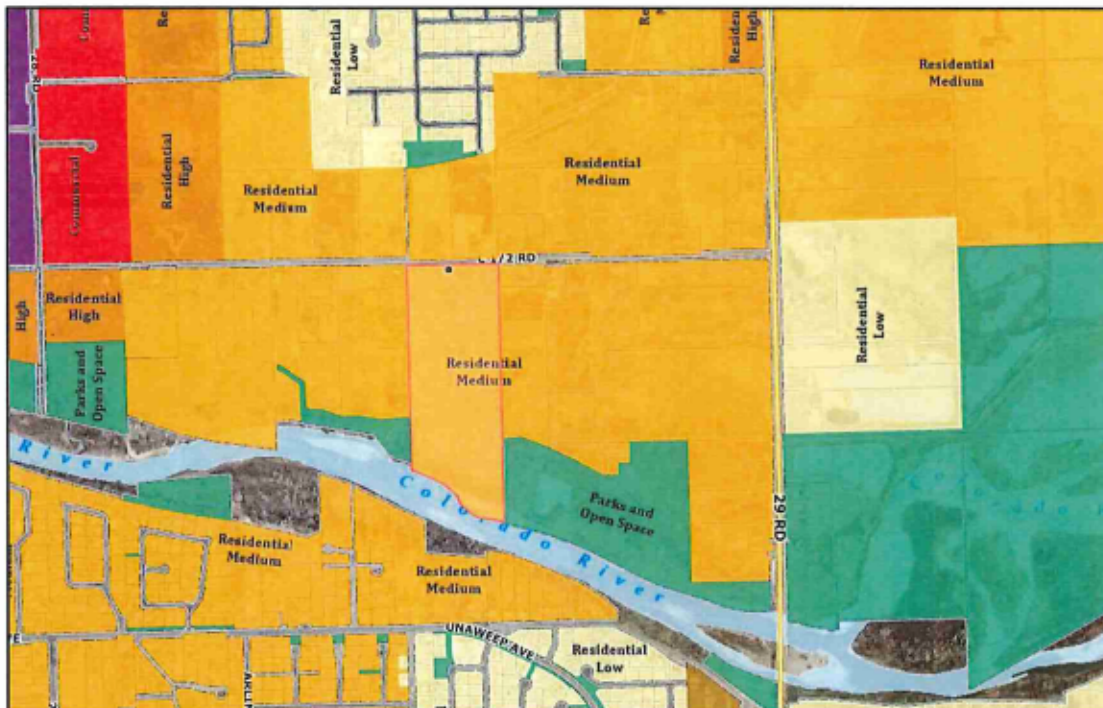 Residential
Low
Residential
High
Residential
Medium
28 RD
Commercial
Residential
High
Residential
Medium
Residential
Medium
C 1/2 RD
High
Residential
High
Parks and
Open Space
Residential
Medium
Residential
Low
River
Colorado River
Parks and
Open Space
29 RD
Residential
Medium
Residential
Medium
UNAWEEP AVE
Residential
Low